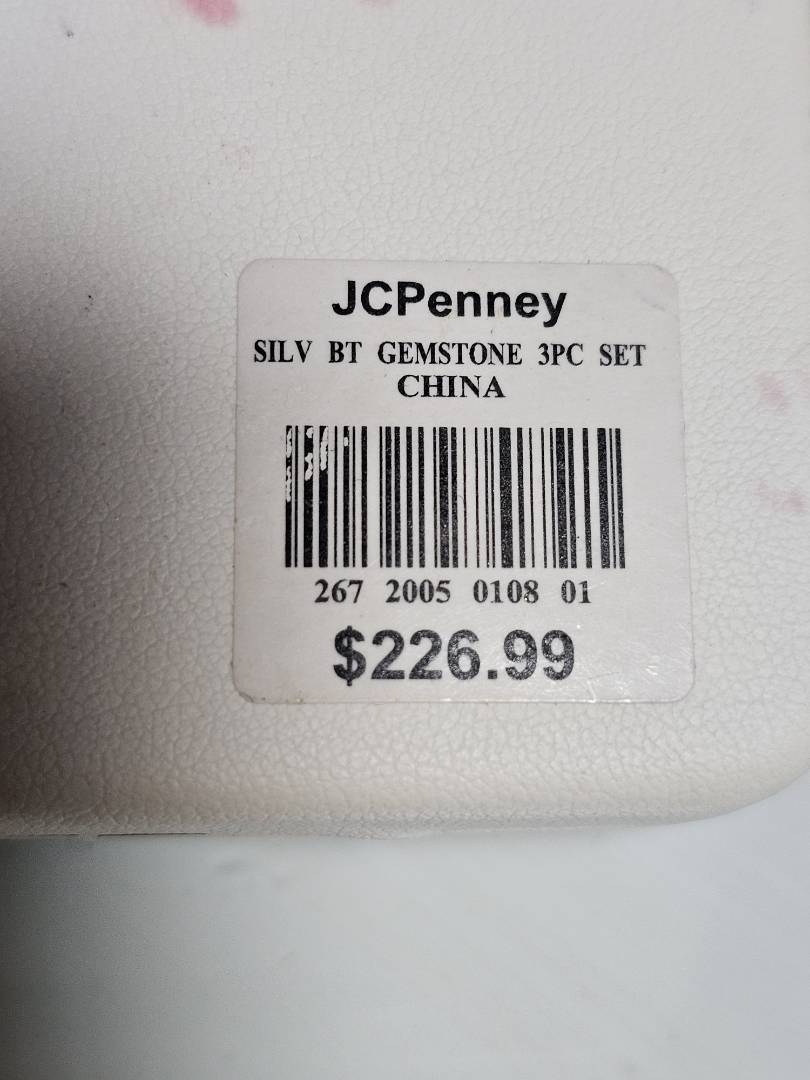 JCPenney
SILV BT GEMSTONE 3PC SET
CHINA
267 2005 0108 01
$226.99